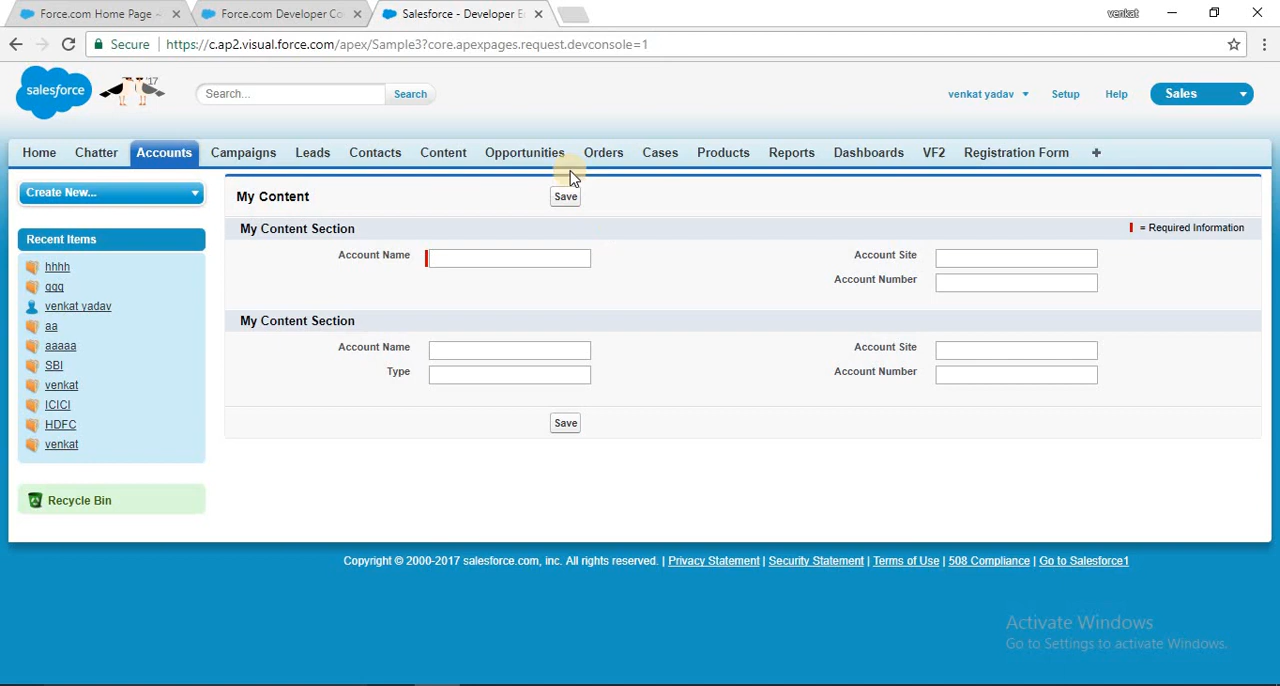 Force.com Home Page –
Force.com Developer Co
Salesforce - Developer E
venkat
Secure
https://c.ap2.visual.force.com/apex/Sample3?core.apexpages.request.devconsole=1
salesforce
'17
Search...
Search
venkat yadav
Setup
Help
Sales
Home
Chatter
Accounts
Campaigns
Leads
Contacts
Content
Opportunities
Orders
Cases
Products
Reports
Dashboards
VF2
Registration Form
Create New...
Recent Items
hhhh
ggg
venkat yadav
aa
aaaaa
SBI
venkat
ICICI
HDFC
venkat
Recycle Bin
My Content
Save
My Content Section
= Required Information
Account Name
Account Site
Account Number
My Content Section
Account Name
Account Site
Type
Account Number
Save
Copyright © 2000-2017 salesforce.com, inc. All rights reserved. | Privacy Statement | Security Statement | Terms of Use | 508 Compliance | Go to Salesforce1
Activate Windows
Go to Settings to activate Windows.